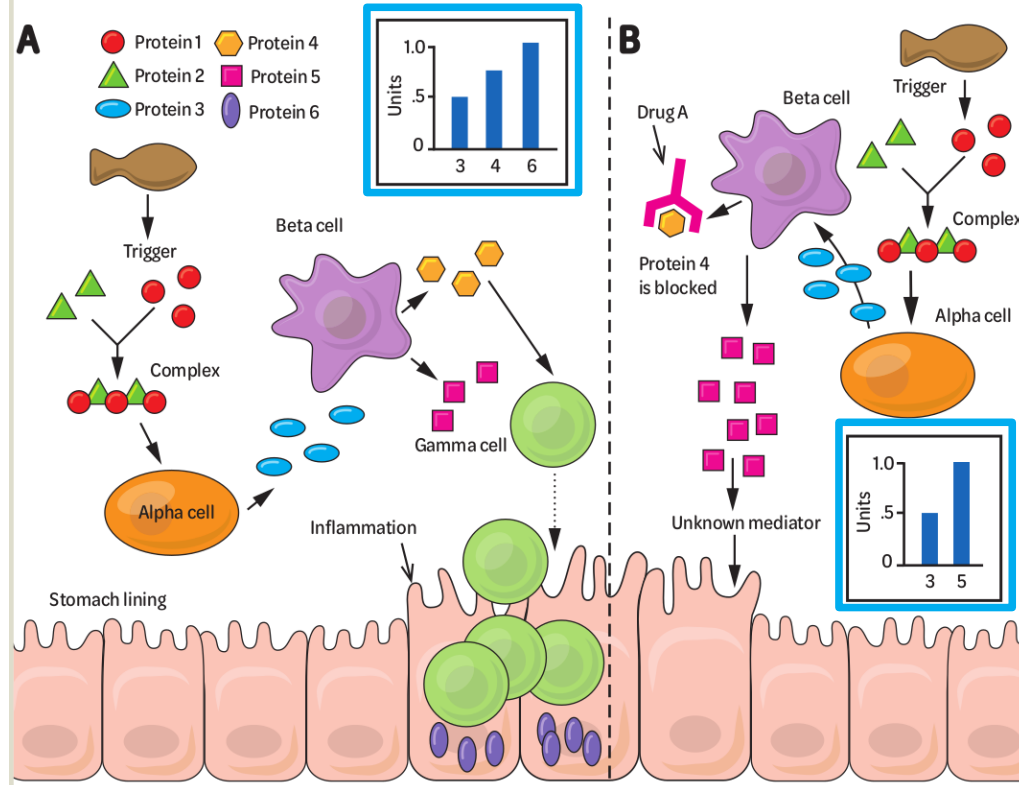 A
Protein 1
Protein 4
Protein 2
Protein 5
Protein 3
Protein 6
Units
1.0
.5
0
3 4 6
Trigger
Beta cell
Complex
Gamma cell
Alpha cell
Inflammation
Stomach lining
B
Trigger
Beta cell
Drug A
Complex
Protein 4
is blocked
Alpha cell
Unknown mediator
Units
1.0
.5
0
3 5